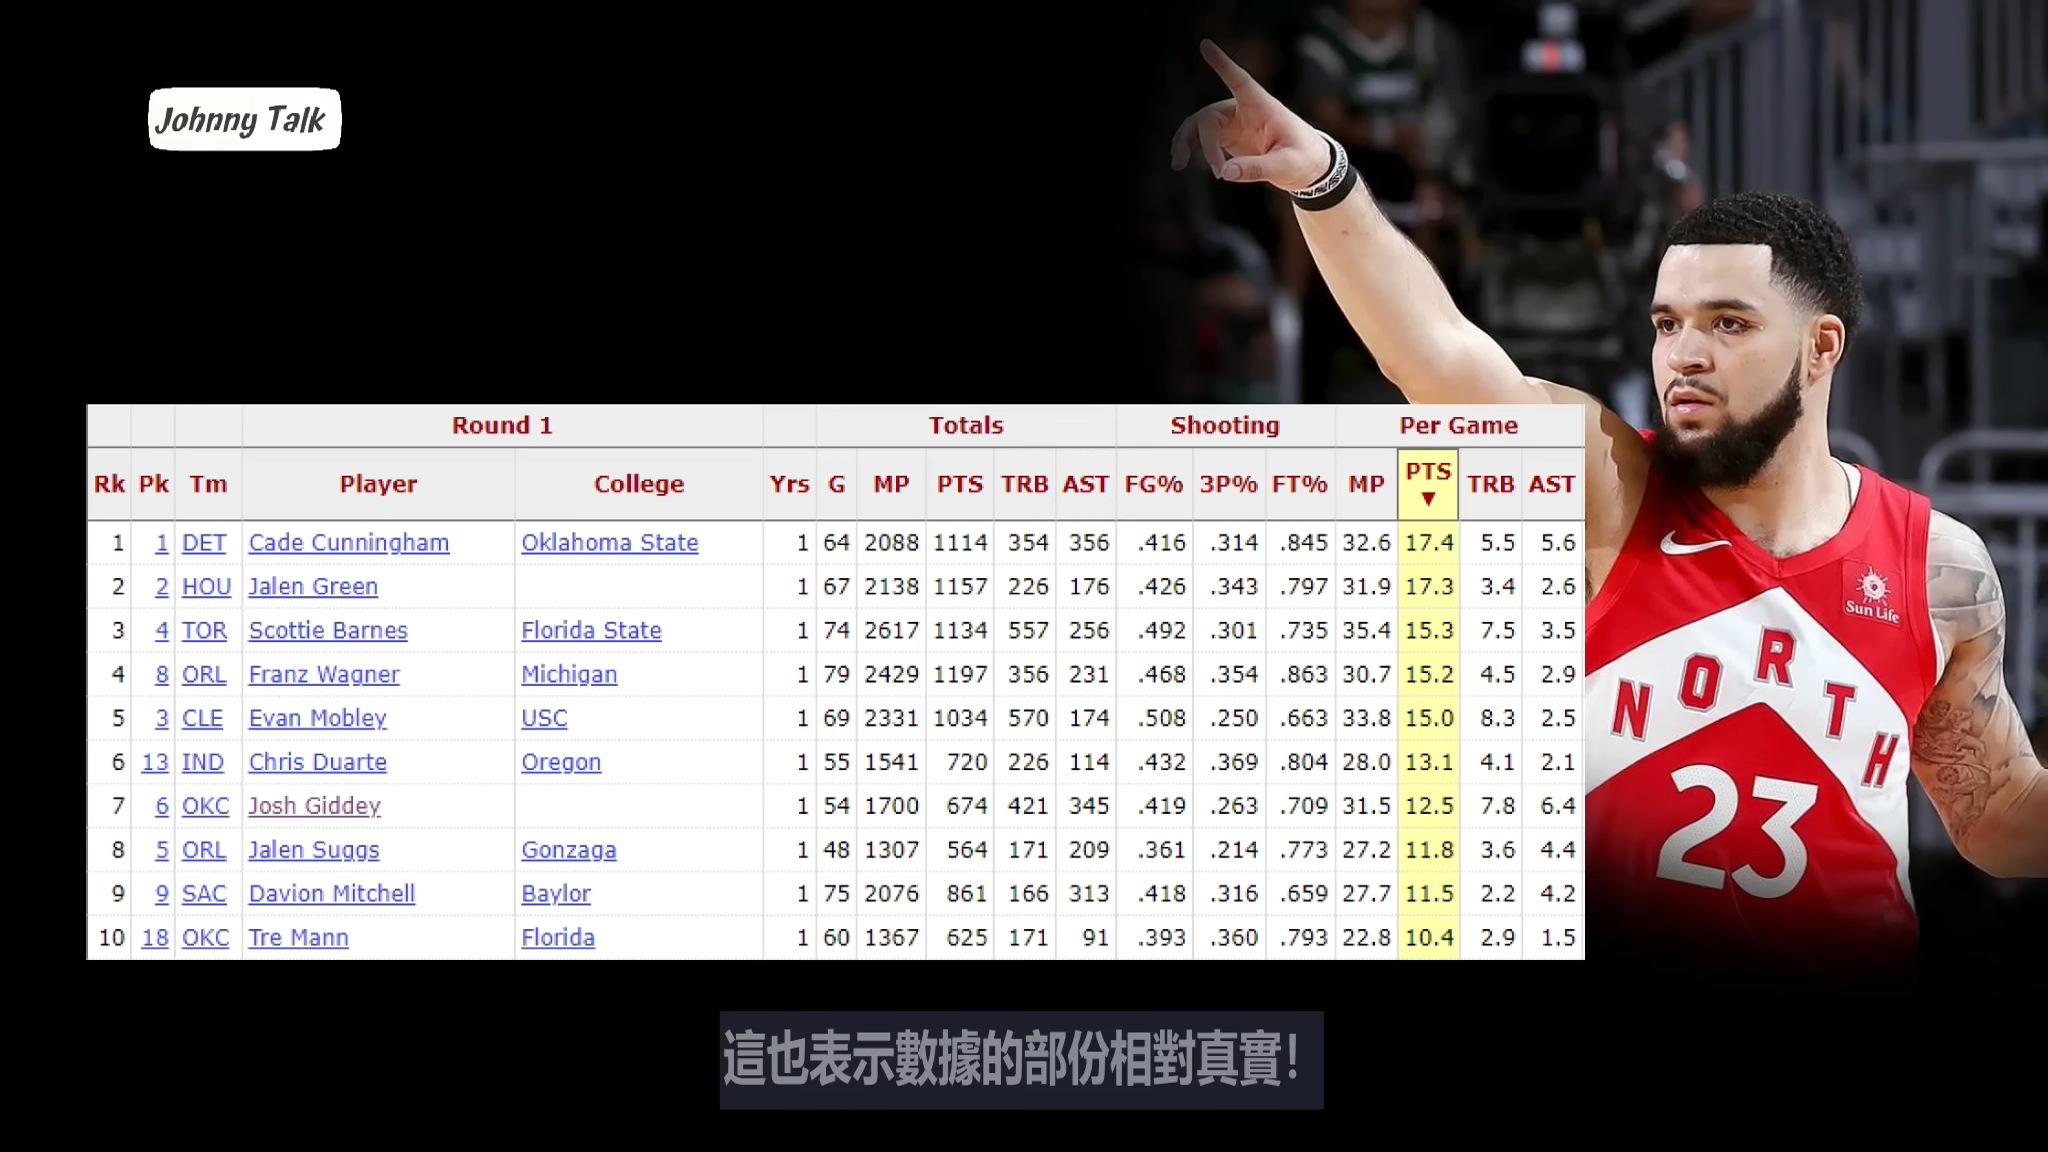 Johnny Talk
Round 1 Totals Shooting Per Game
Rk Pk Tm Player College Yrs G MP PTS TRB AST FG% 3P% FT% MP PTS ▼ TRB AST
1 1 DET Cade Cunningham Oklahoma State 1 64 2088 1114 354 356 .416 .314 .845 32.6 17.4 5.5 5.6
2 2 HOU Jalen Green 1 67 2138 1157 226 176 .426 .343 .797 31.9 17.3 3.4 2.6
3 4 TOR Scottie Barnes Florida State 1 74 2617 1134 557 256 .492 .301 .735 35.4 15.3 7.5 3.5
4 8 ORL Franz Wagner Michigan 1 79 2429 1197 356 231 .468 .354 .863 30.7 15.2 4.5 2.9
5 3 CLE Evan Mobley USC 1 69 2331 1034 570 174 .508 .250 .663 33.8 15.0 8.3 2.5
6 13 IND Chris Duarte Oregon 1 55 1541 720 226 114 .432 .369 .804 28.0 13.1 4.1 2.1
7 6 OKC Josh Giddey 1 54 1700 674 421 345 .419 .263 .709 31.5 12.5 7.8 6.4
8 5 ORL Jalen Suggs Gonzaga 1 48 1307 564 171 209 .361 .214 .773 27.2 11.8 3.6 4.4
9 9 SAC Davion Mitchell Baylor 1 75 2076 861 166 313 .418 .316 .659 27.7 11.5 2.2 4.2
10 18 OKC Tre Mann Florida 1 60 1367 625 171 91 .393 .360 .793 22.8 10.4 2.9 1.5
Sun Life
NORTH
23
這也表示數據的部份相對真實!